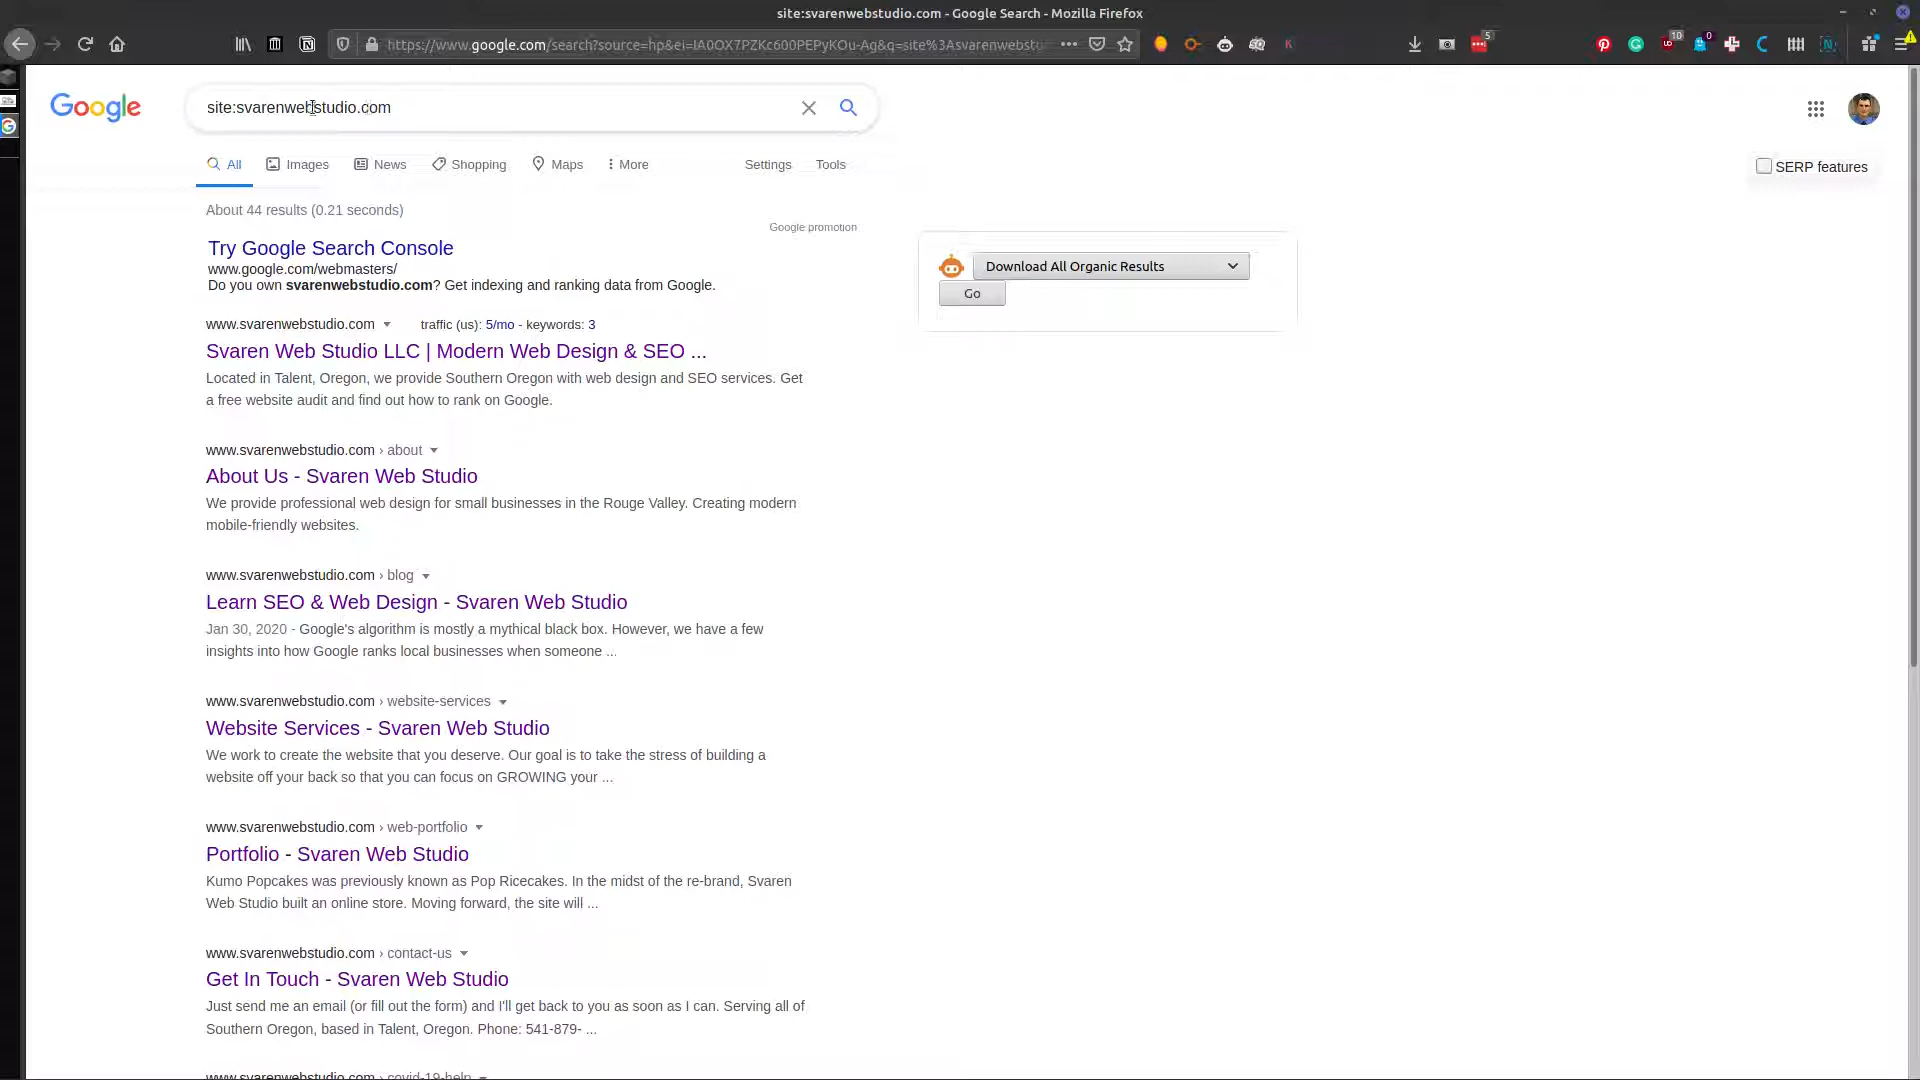 site:svarenwebstudio.com - Google Search - Mozilla Firefox
https://www.google.com/search?source=hp&ei=IA0OX7PZKc600PEPyKOu-Ag&q=site%3Asvarenwebstu
5
10
0
Google
site:svarenwebstudio.com
All
Images
News
Shopping
Maps
More
Settings
Tools
SERP features
About 44 results (0.21 seconds)
Google promotion
Try Google Search Console
www.google.com/webmasters/
Do you own svarenwebstudio.com? Get indexing and ranking data from Google.
Download All Organic Results
Go
www.svarenwebstudio.com traffic (us): 5/mo - keywords: 3
Svaren Web Studio LLC | Modern Web Design & SEO ...
Located in Talent, Oregon, we provide Southern Oregon with web design and SEO services. Get
a free website audit and find out how to rank on Google.
www.svarenwebstudio.com › about
About Us - Svaren Web Studio
We provide professional web design for small businesses in the Rouge Valley. Creating modern
mobile-friendly websites.
www.svarenwebstudio.com › blog
Learn SEO & Web Design - Svaren Web Studio
Jan 30, 2020 - Google's algorithm is mostly a mythical black box. However, we have a few
insights into how Google ranks local businesses when someone ...
www.svarenwebstudio.com › website-services
Website Services - Svaren Web Studio
We work to create the website that you deserve. Our goal is to take the stress of building a
website off your back so that you can focus on GROWING your ...
www.svarenwebstudio.com › web-portfolio
Portfolio - Svaren Web Studio
Kumo Popcakes was previously known as Pop Ricecakes. In the midst of the re-brand, Svaren
Web Studio built an online store. Moving forward, the site will ...
www.svarenwebstudio.com › contact-us
Get In Touch - Svaren Web Studio
Just send me an email (or fill out the form) and I'll get back to you as soon as I can. Serving all of
Southern Oregon, based in Talent, Oregon. Phone: 541-879- ...
www.svarenwebstudio.com › covid-19-help